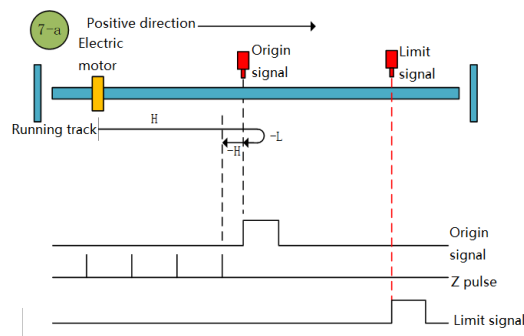 7-a
Positive direction
Electric
motor
Origin
signal
Limit
signal
Running track
H
-H
-L
Origin
signal
Z pulse
Limit signal